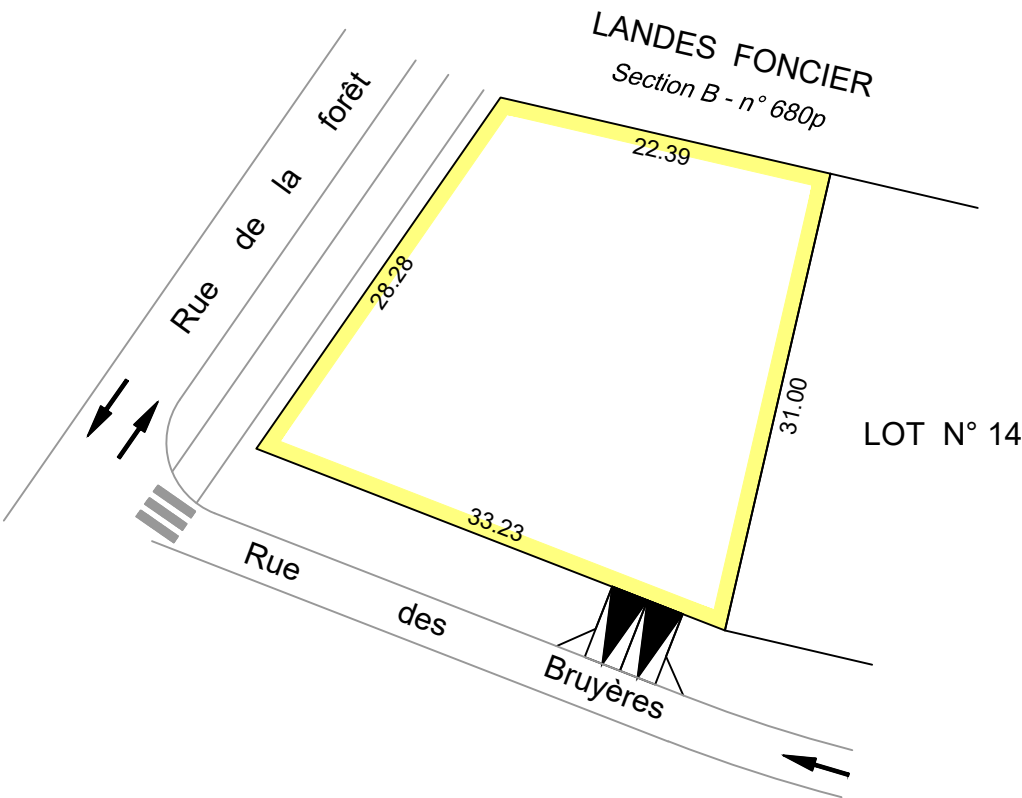 LANDES FONCIER
Section B - n° 680p
22.39
Rue de la forêt
28.28
31.00
LOT N° 14
33.23
Rue des Bruyères